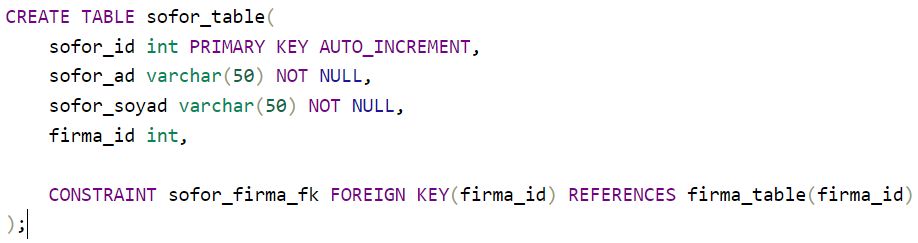 CREATE TABLE sofor_table(
    sofor_id int PRIMARY KEY AUTO_INCREMENT,
    sofor_ad varchar(50) NOT NULL,
    sofor_soyad varchar(50) NOT NULL,
    firma_id int,

    CONSTRAINT sofor_firma_fk FOREIGN KEY(firma_id) REFERENCES firma_table(firma_id)
);